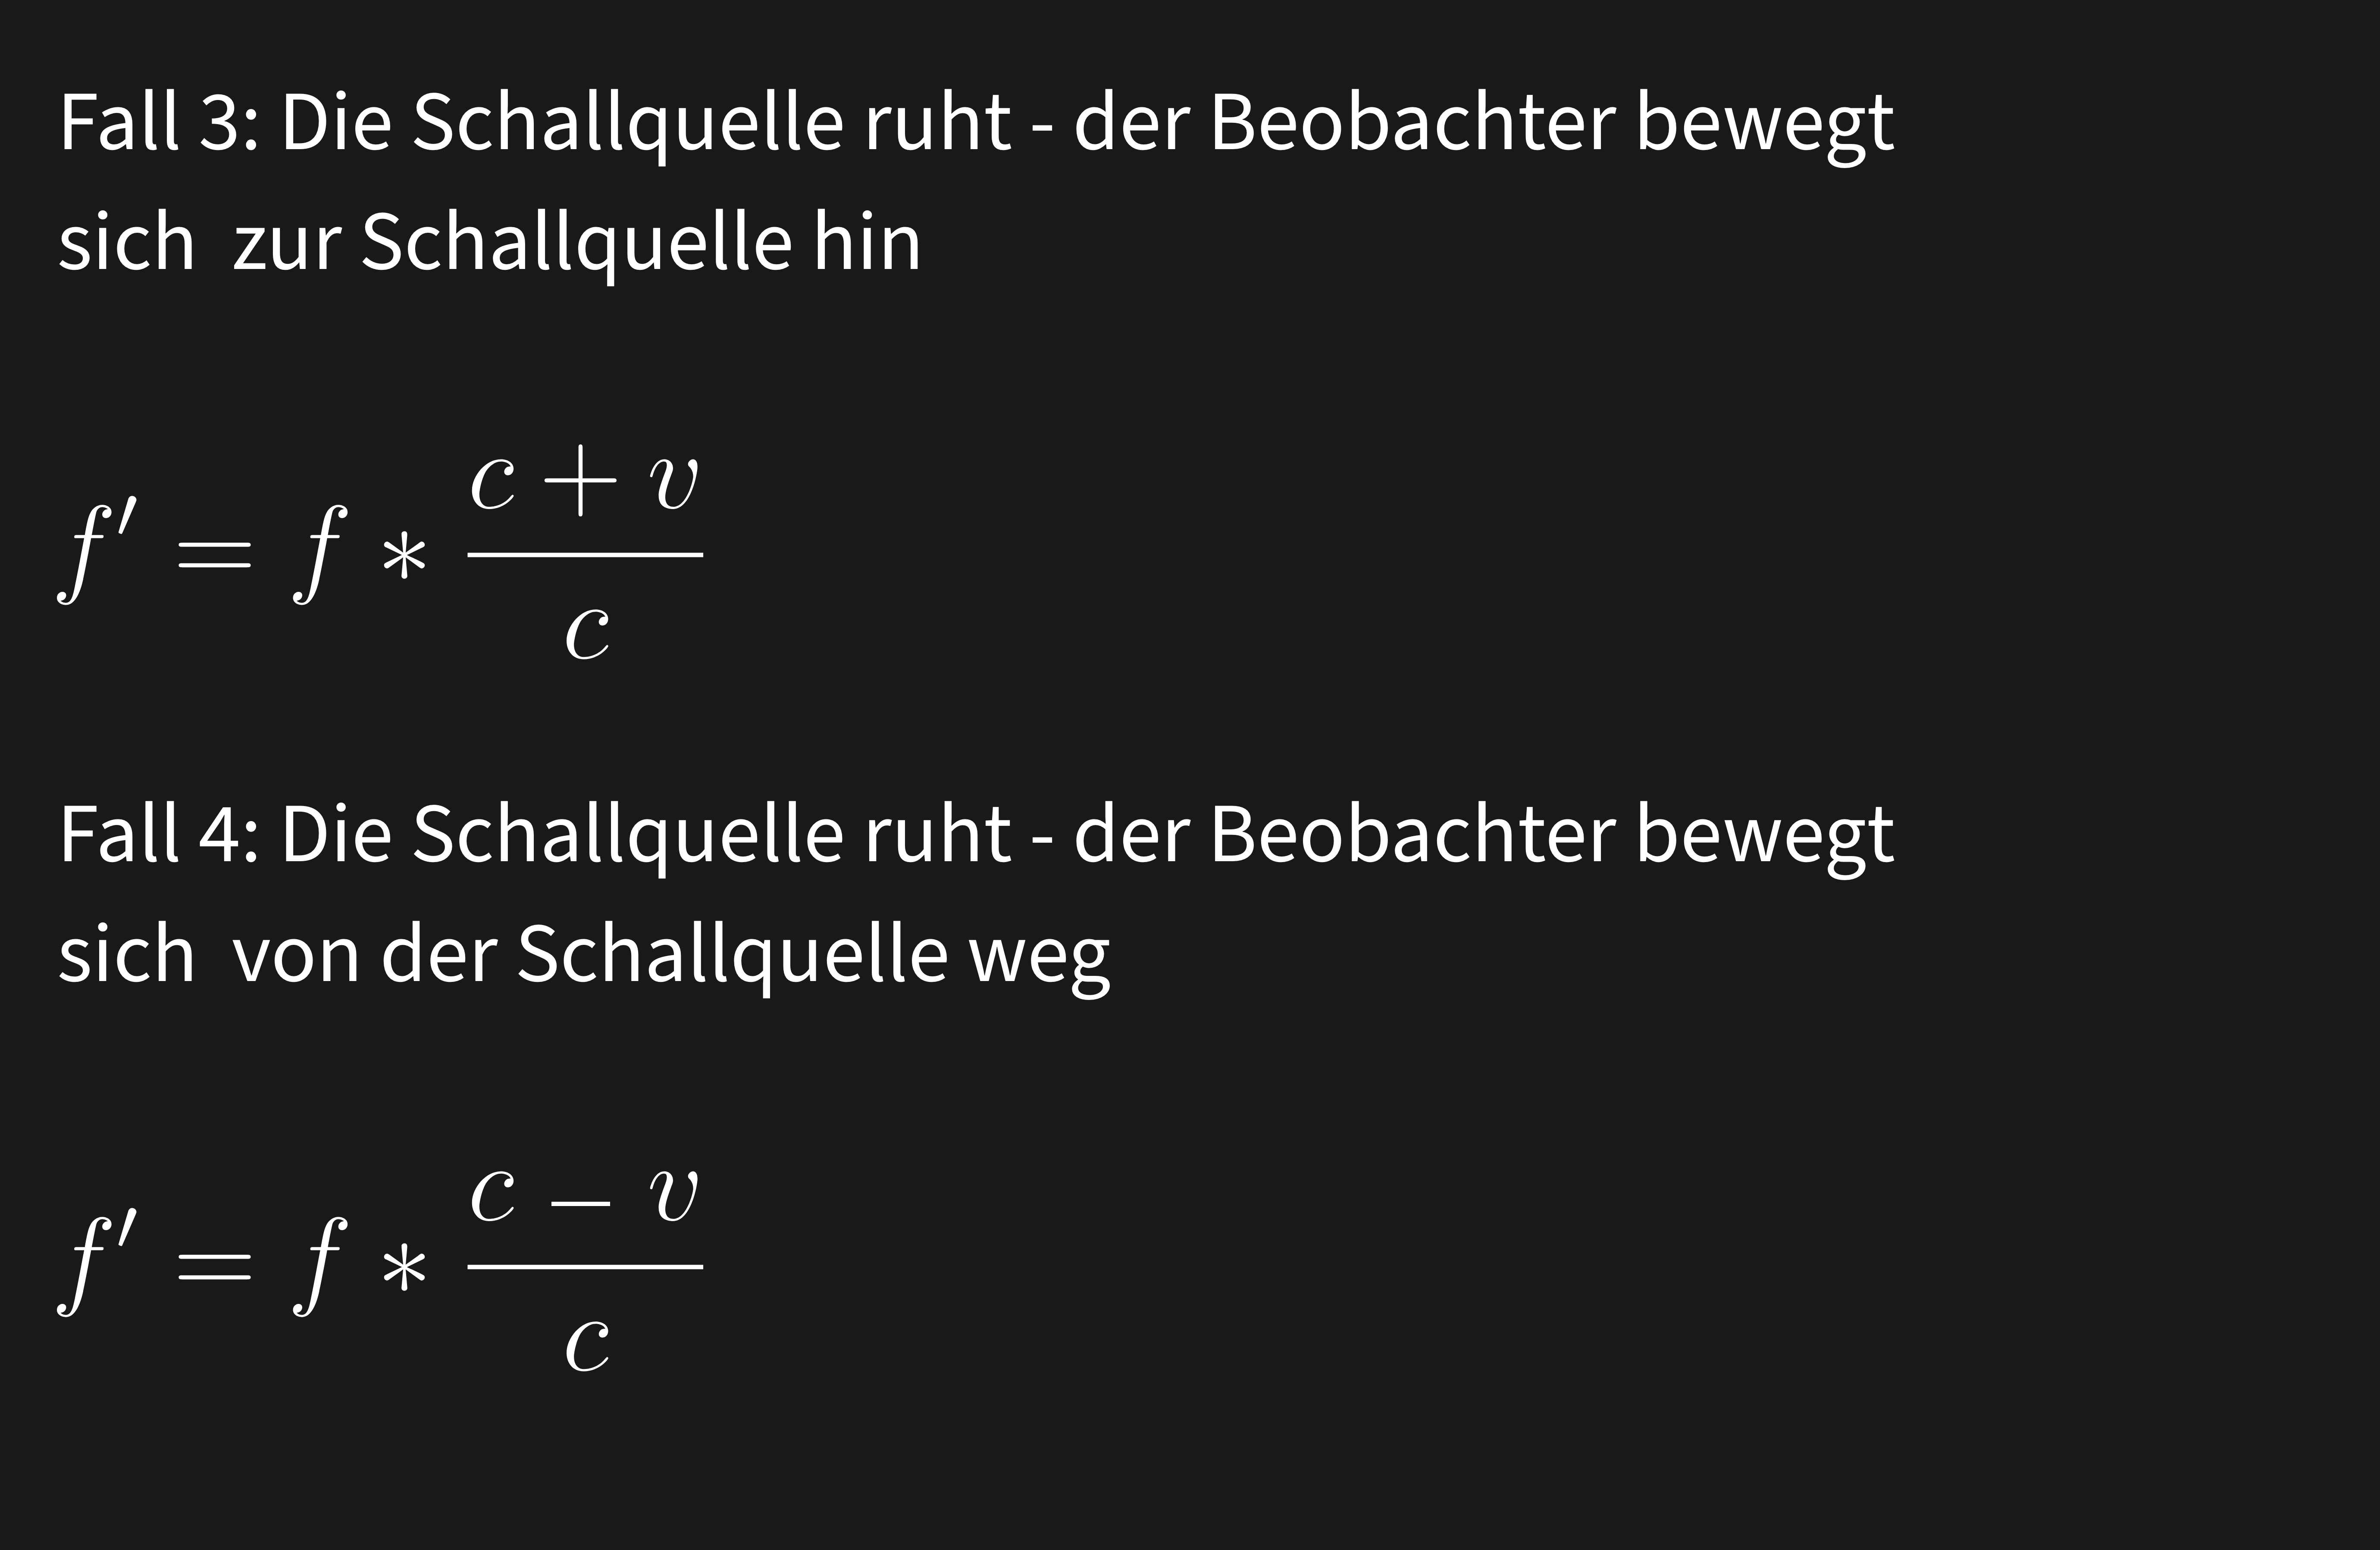 Fall 3: Die Schallquelle ruht - der Beobachter bewegt
sich  zur Schallquelle hin
f' = f * \frac{c + v}{c}
Fall 4: Die Schallquelle ruht - der Beobachter bewegt
sich  von der Schallquelle weg
f' = f * \frac{c - v}{c}